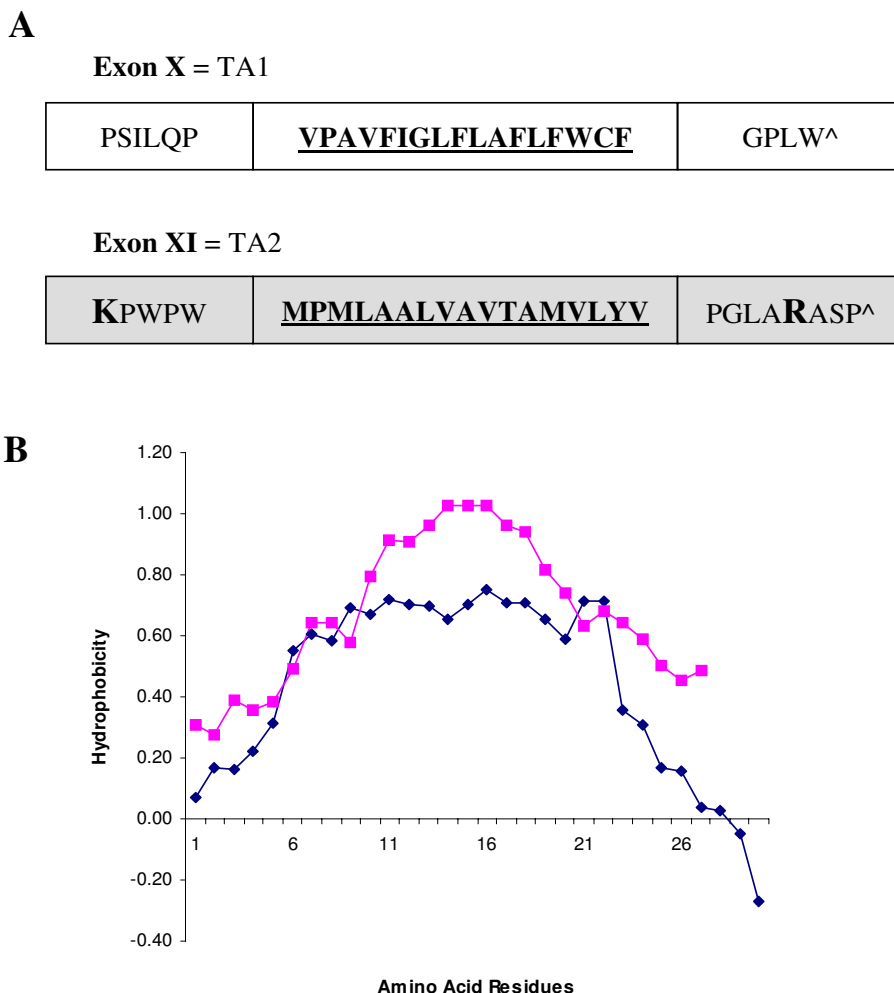 A
Exon X = TA1
PSILQP VPAVFIGLFLAFLFWCF GPLW^
Exon XI = TA2
KPWPW MPMLAALVAVTAMVLYV PGLARASP^
B
1.20
1.00
0.80
0.60
0.40
0.20
0.00
-0.20
-0.40
Hydrophobicity
1 6 11 16 21 26
Amino Acid Residues